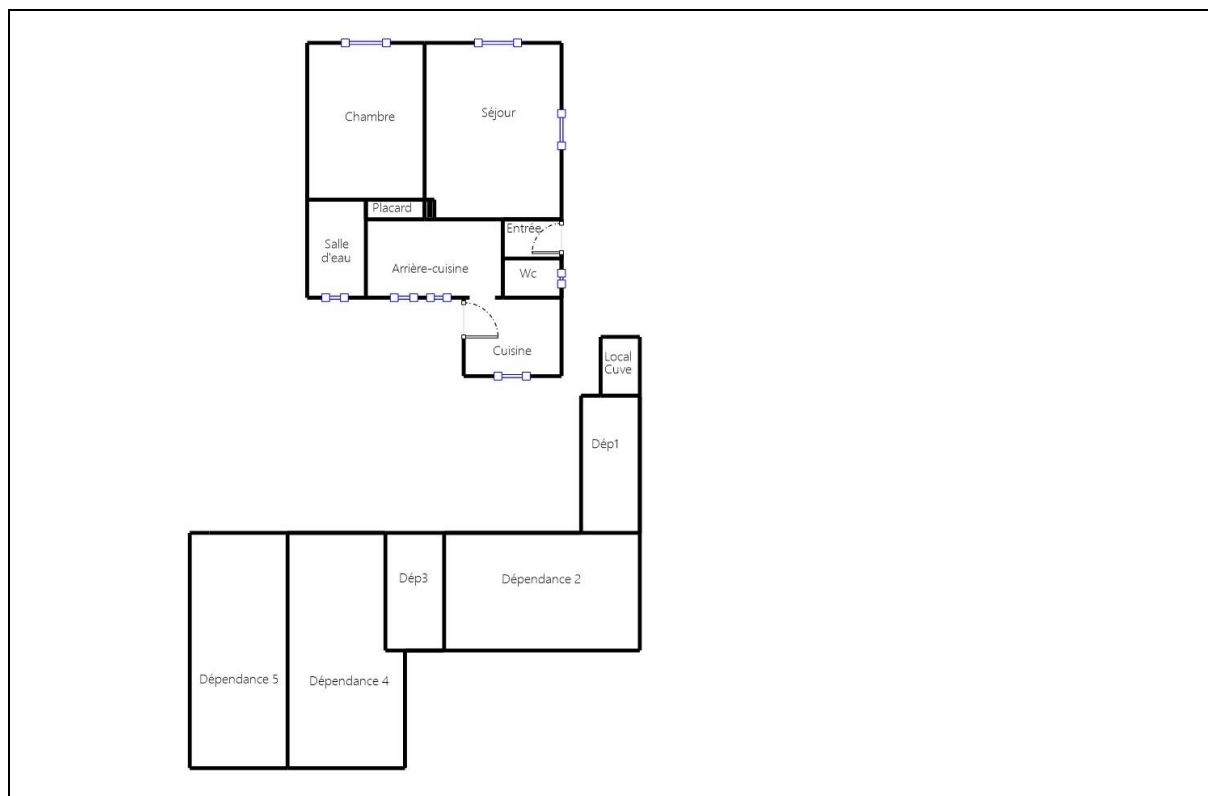 Chambre
Séjour
Placard
Entrée
Salle
d'eau
Arrière-cuisine
Wc
Cuisine
Local
Cuve
Dép1
Dép3
Dépendance 2
Dépendance 5
Dépendance 4